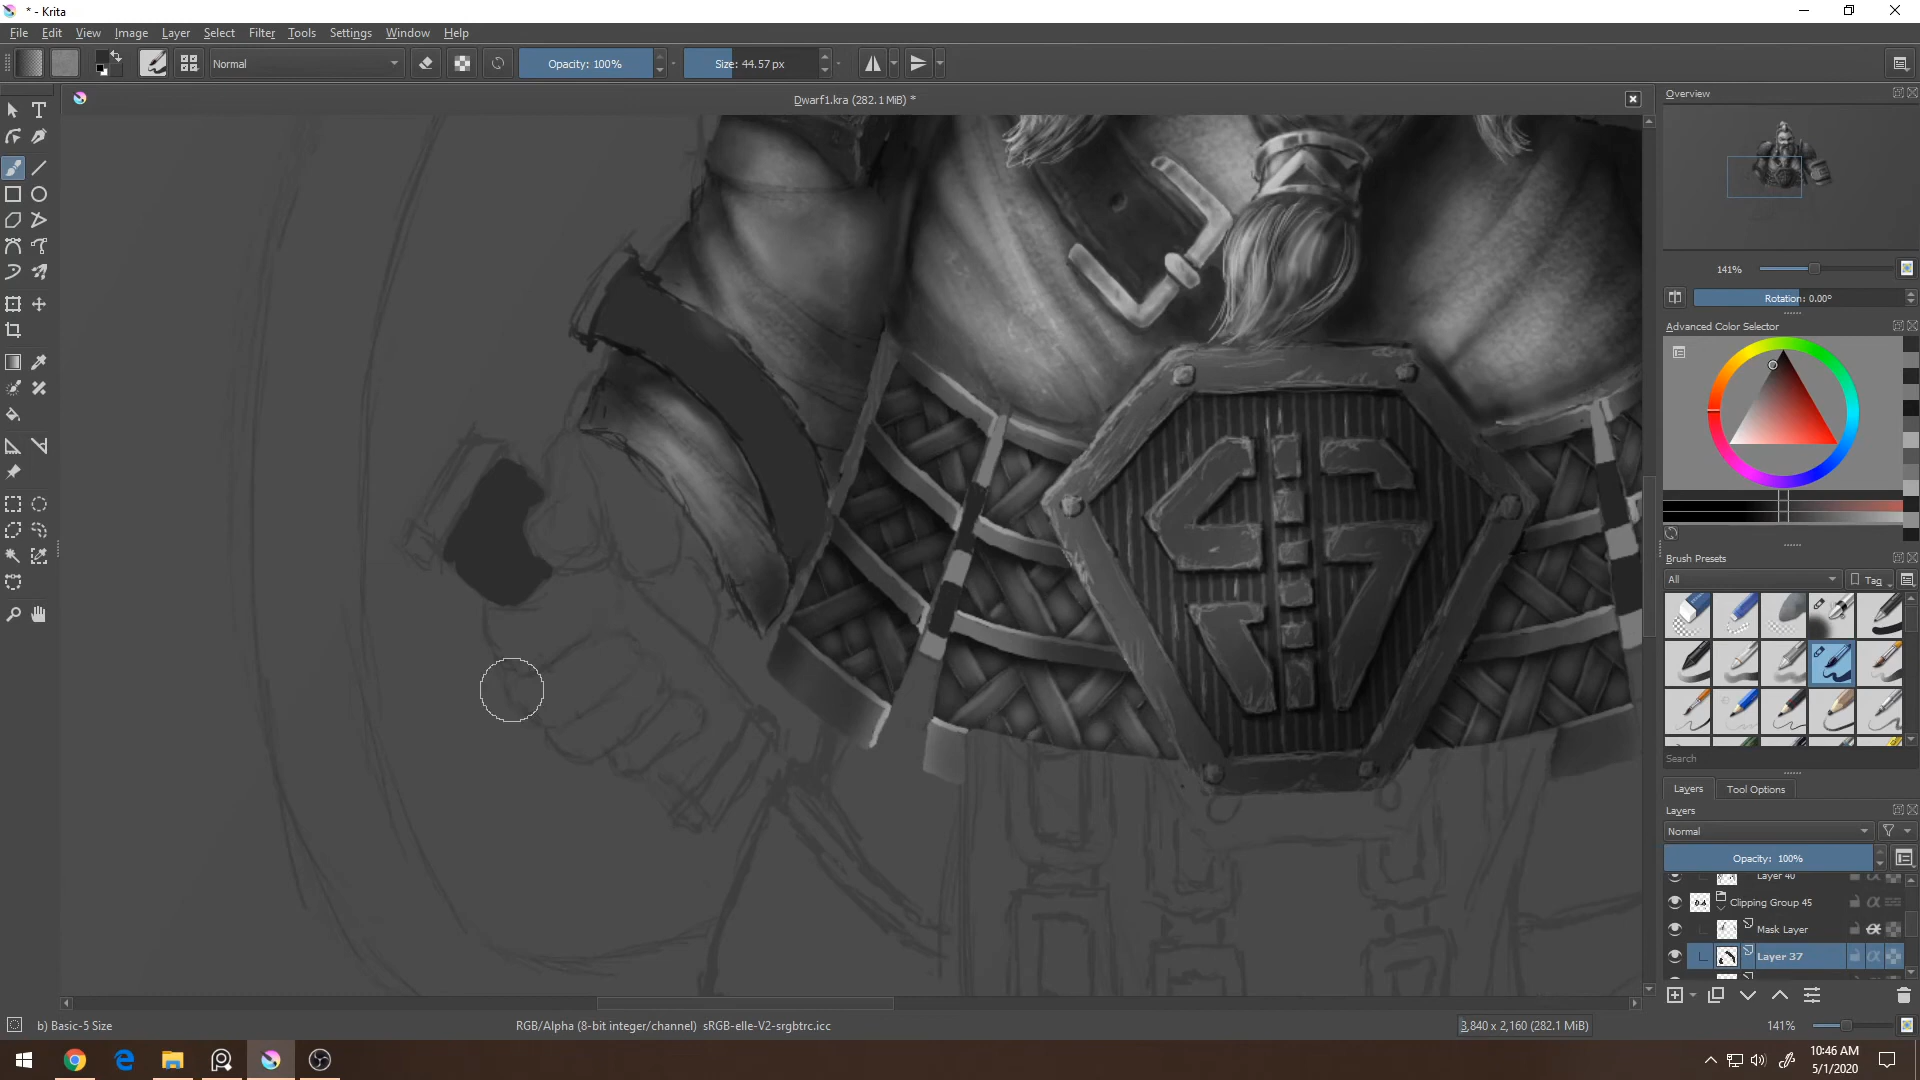 * - Krita
File Edit View Image Layer Select Filter Tools Settings Window Help
Normal Opacity: 100% Size: 44.57 px
Dwarf1.kra (282.1 MiB) *
Overview
141%
Rotation: 0.00°
Advanced Color Selector
Brush Presets
All Tag
Search
Layers Tool Options
Layers
Normal
Opacity: 100%
Layer 40
Clipping Group 45
Mask Layer
Layer 37
b) Basic-5 Size RGB/Alpha (8-bit integer/channel) sRGB-elle-V2-srgbtrc.icc 3,840 x 2,160 (282.1 MiB) 141%
10:46 AM
5/1/2020